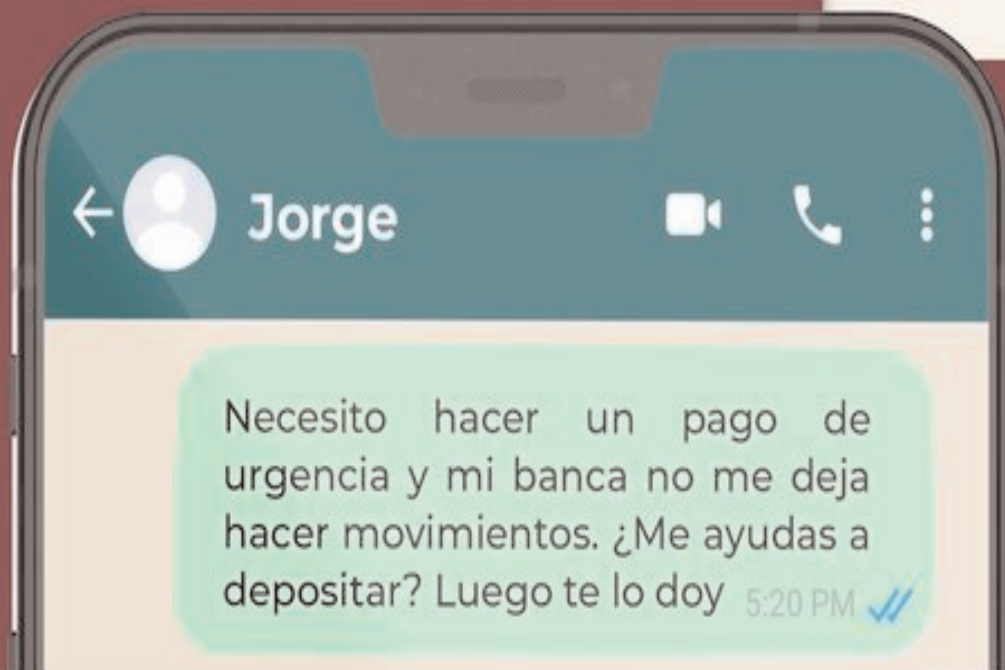 Jorge
Necesito hacer un pago de
urgencia y mi banca no me deja
hacer movimientos. ¿Me ayudas a
depositar? Luego te lo doy 5:20 PM